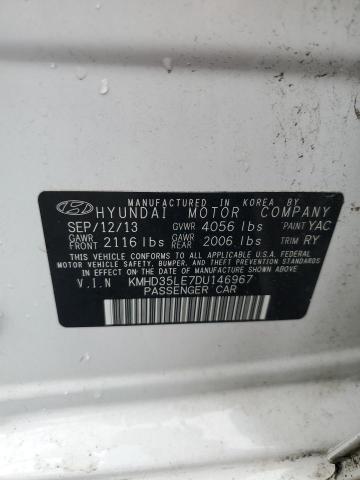 MANUFACTURED IN KOREA BY
HYUNDAI MOTOR COMPANY
SEP/12/13 GVWR 4056 lbs PAINT YAC
GAWR FRONT 2116 lbs GAWR REAR 2006 lbs TRIM RY
THIS VEHICLE CONFORMS TO ALL APPLICABLE U.S. FEDERAL
MOTOR VEHICLE SAFETY, BUMPER, AND THEFT PREVENTION STANDARDS
IN EFFECT ON THE DATE OF MANUFACTURE SHOWN ABOVE.
V.I.N KMHD35LE7DU146967
PASSENGER CAR